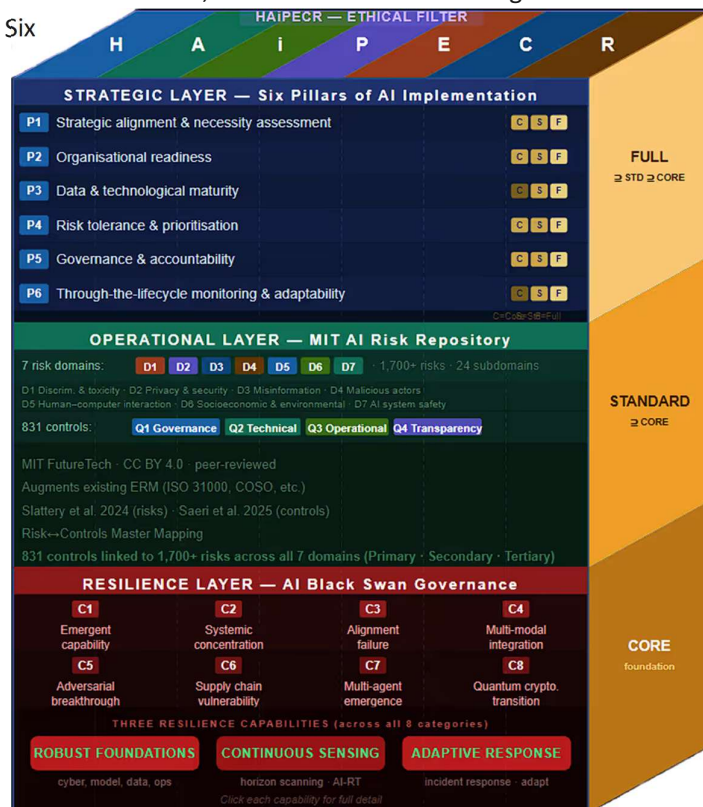 Six
HAiPECR — ETHICAL FILTER
H A i P E C R
STRATEGIC LAYER — Six Pillars of AI Implementation
P1 Strategic alignment & necessity assessment C S F
P2 Organisational readiness C S F
P3 Data & technological maturity C S F
P4 Risk tolerance & prioritisation C S F
P5 Governance & accountability C S F
P6 Through-the-lifecycle monitoring & adaptability C S F
FULL
⊇ STD ⊇ CORE
OPERATIONAL LAYER — MIT AI Risk Repository
7 risk domains: D1 D2 D3 D4 D5 D6 D7 · 1,700+ risks · 24 subdomains
D1 Discrim. & toxicity · D2 Privacy & security · D3 Misinformation · D4 Malicious actors
D5 Human–computer interaction · D6 Socioeconomic & environmental · D7 AI system safety
831 controls: Q1 Governance Q2 Technical Q3 Operational Q4 Transparency
MIT FutureTech · CC BY 4.0 · peer-reviewed
Augments existing ERM (ISO 31000, COSO, etc.)
Slattery et al. 2024 (risks) · Saeri et al. 2025 (controls)
Risk↔Controls Master Mapping
831 controls linked to 1,700+ risks across all 7 domains (Primary · Secondary · Tertiary)
STANDARD
⊇ CORE
RESILIENCE LAYER — AI Black Swan Governance
C1 C2 C3 C4
Emergent Systemic Alignment Multi-modal
capability concentration failure integration
C5 C6 C7 C8
Adversarial Supply chain Multi-agent Quantum crypto.
breakthrough vulnerability emergence transition
THREE RESILIENCE CAPABILITIES (across all 8 categories)
ROBUST FOUNDATIONS CONTINUOUS SENSING ADAPTIVE RESPONSE
cyber, model, data, ops horizon scanning · AI-RT incident response · adapt
Click each capability for full detail
CORE
foundation